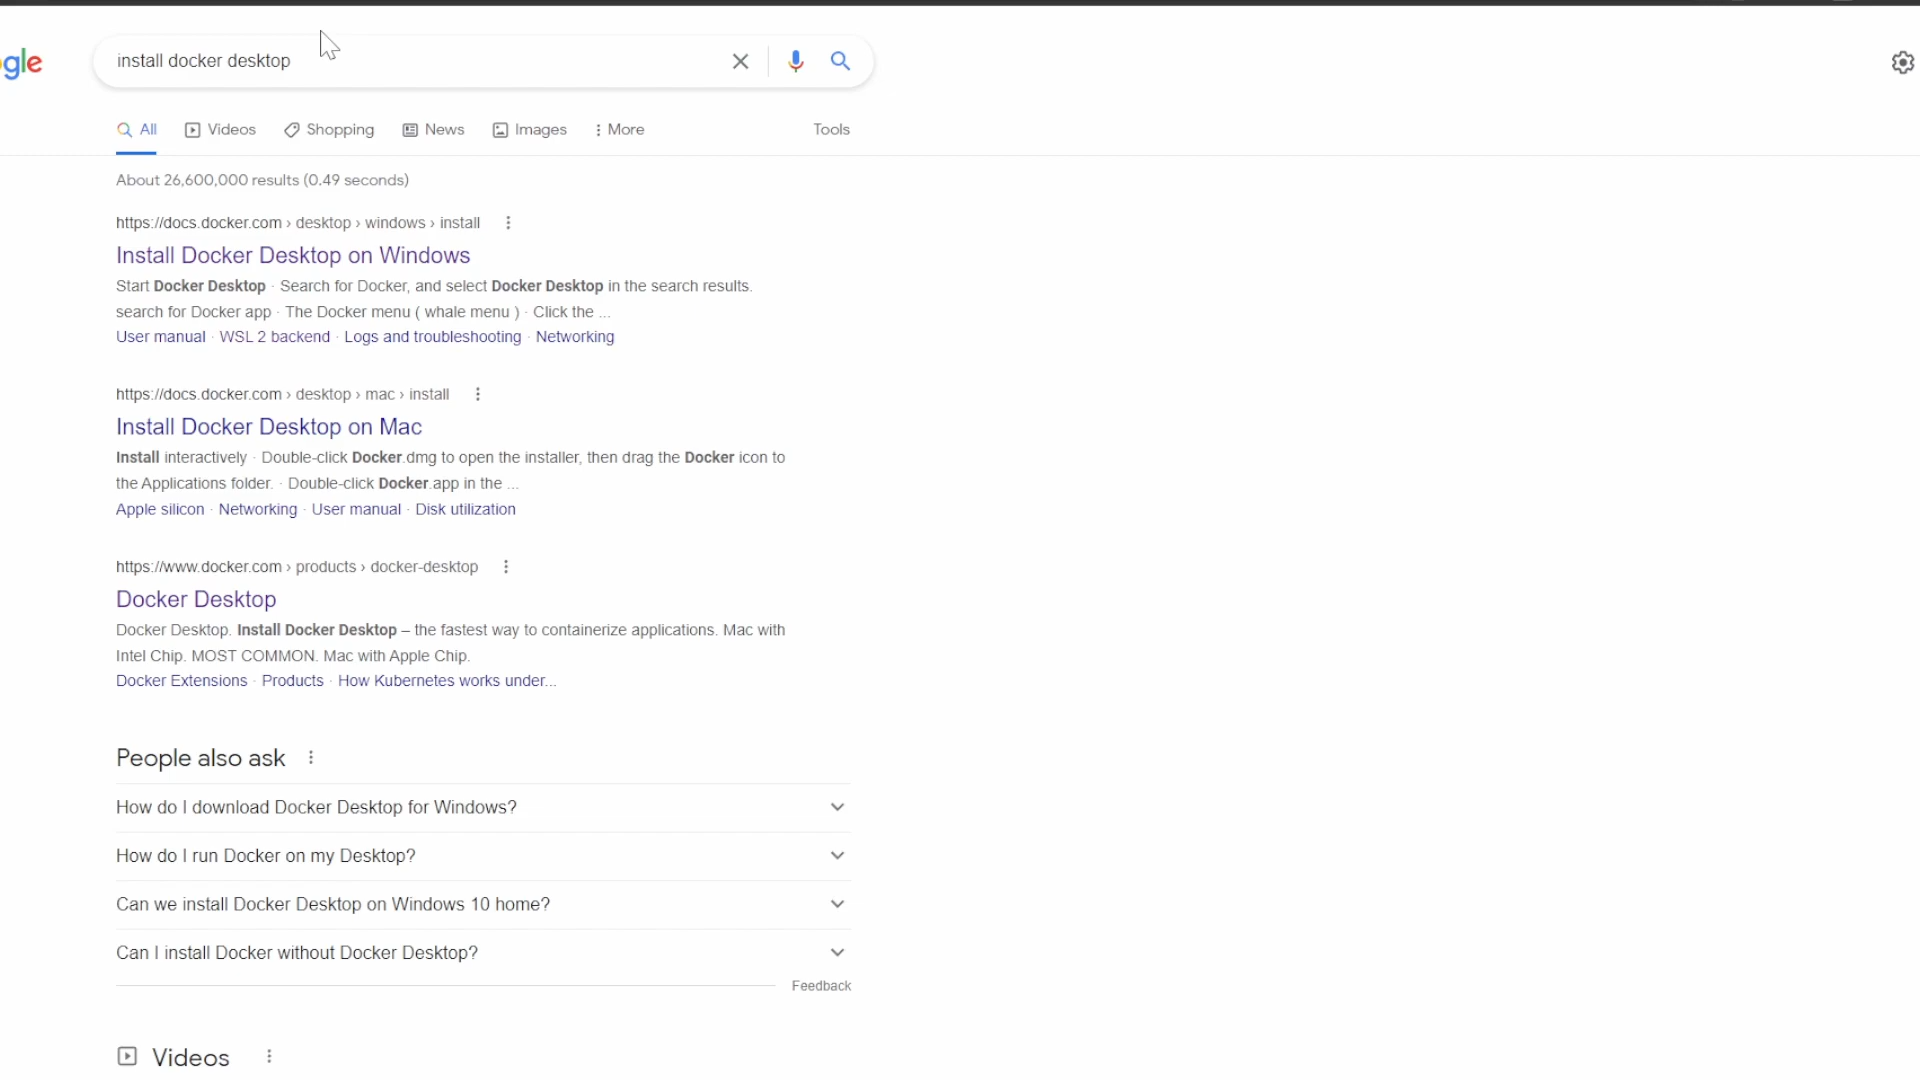 gle
install docker desktop
All Videos Shopping News Images More Tools
About 26,600,000 results (0.49 seconds)
https://docs.docker.com › desktop › windows › install
Install Docker Desktop on Windows
Start Docker Desktop · Search for Docker, and select Docker Desktop in the search results.
search for Docker app · The Docker menu ( whale menu ) · Click the ...
User manual · WSL 2 backend · Logs and troubleshooting · Networking
https://docs.docker.com › desktop › mac › install
Install Docker Desktop on Mac
Install interactively · Double-click Docker.dmg to open the installer, then drag the Docker icon to
the Applications folder. · Double-click Docker.app in the ...
Apple silicon · Networking · User manual · Disk utilization
https://www.docker.com › products › docker-desktop
Docker Desktop
Docker Desktop. Install Docker Desktop – the fastest way to containerize applications. Mac with
Intel Chip. MOST COMMON. Mac with Apple Chip.
Docker Extensions · Products · How Kubernetes works under...
People also ask
How do I download Docker Desktop for Windows?
How do I run Docker on my Desktop?
Can we install Docker Desktop on Windows 10 home?
Can I install Docker without Docker Desktop?
Feedback
Videos